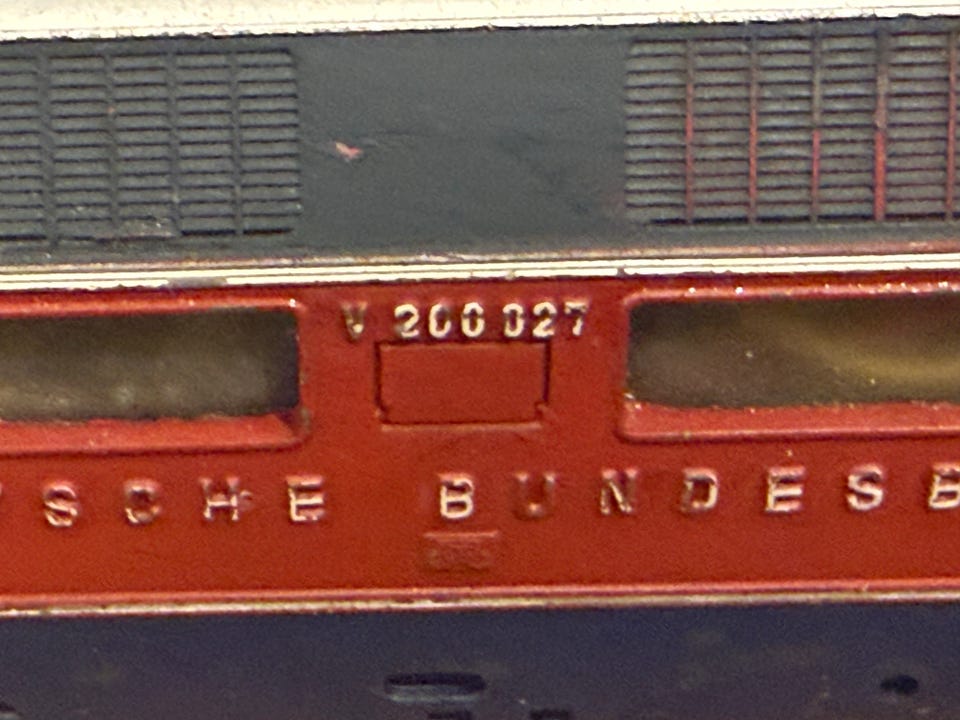 V 200 027
SCHE BUNDESB